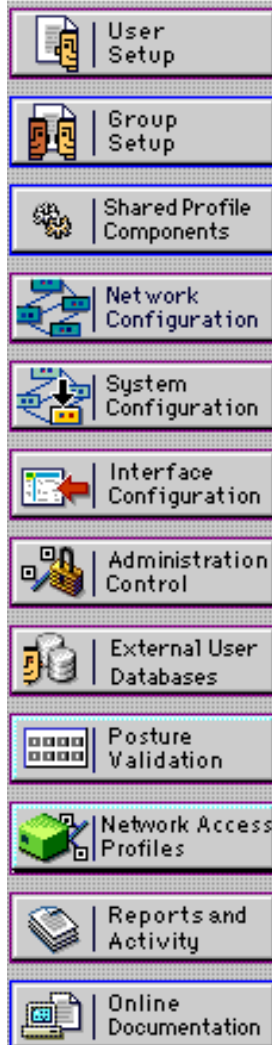 User
Setup
Group
Setup
Shared Profile
Components
Network
Configuration
System
Configuration
Interface
Configuration
Administration
Control
External User
Databases
Posture
Validation
Network Access
Profiles
Reports and
Activity
Online
Documentation